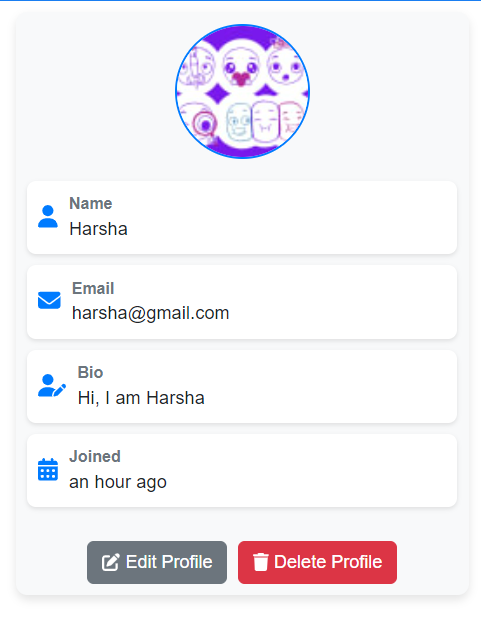 Name
Harsha
Email
harsha@gmail.com
Bio
Hi, I am Harsha
Joined
an hour ago
Edit Profile Delete Profile